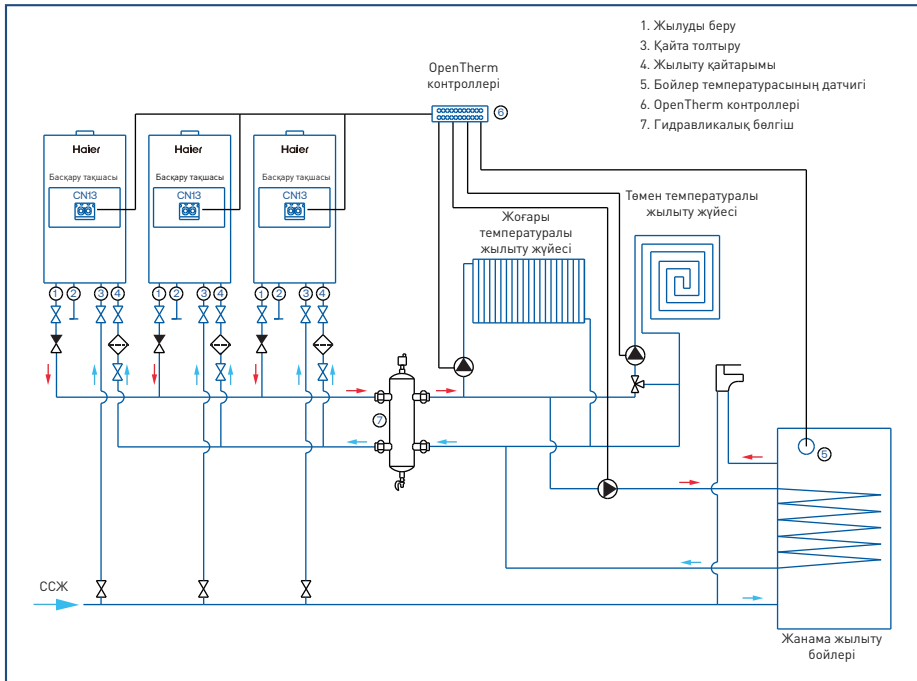 1. Жылуды беру
3. Қайта толтыру
4. Жылыту қайтарымы
5. Бойлер температурасының датчигі
6. OpenTherm контроллері
7. Гидравликалық бөлгіш
OpenTherm
контроллері
6
Haier
Haier
Haier
Басқару тақшасы
Басқару тақшасы
Басқару тақшасы
CN13
CN13
CN13
Төмен температуралы
жылыту жүйесі
Жоғары
температуралы
жылыту жүйесі
1 2 3 4
1 2 3 4
1 2 3 4
7
5
ССЖ
Жанама жылыту
бойлері